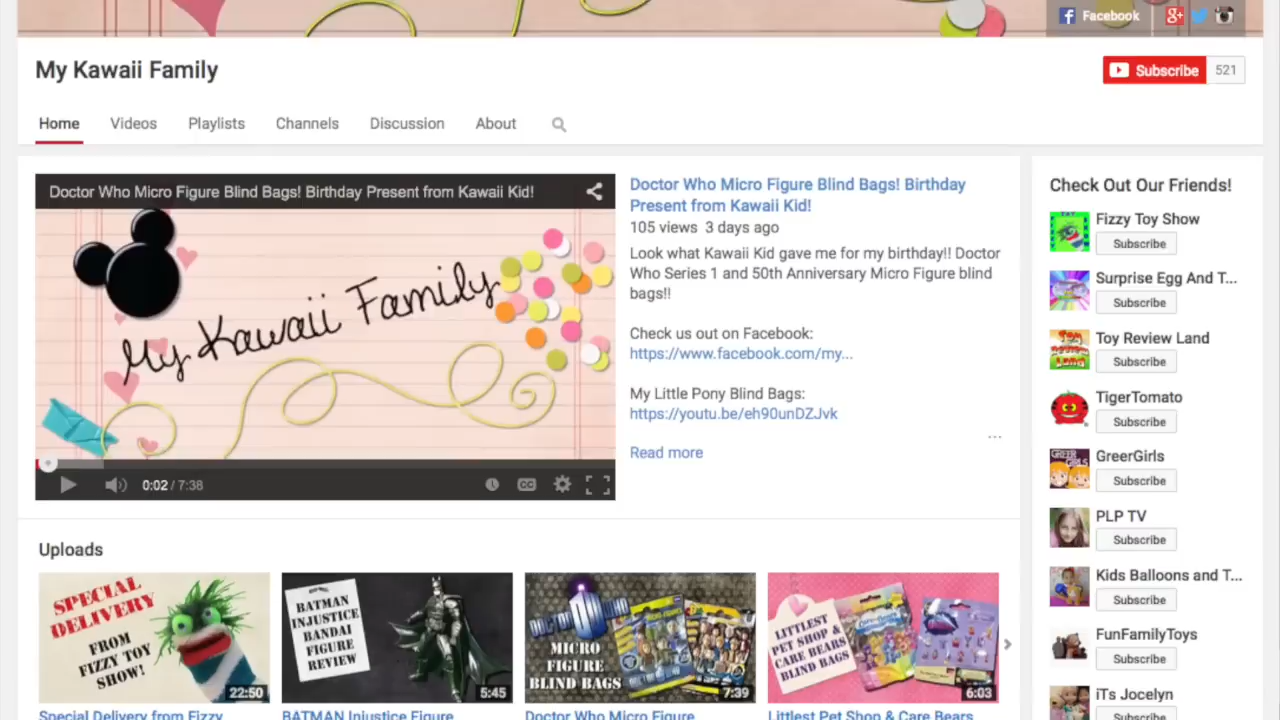 Facebook
My Kawaii Family
Subscribe 521
Home Videos Playlists Channels Discussion About
Doctor Who Micro Figure Blind Bags! Birthday Present from Kawaii Kid!
My Kawaii Family
0:02 / 7:38
CC
Doctor Who Micro Figure Blind Bags! Birthday
Present from Kawaii Kid!
105 views 3 days ago
Look what Kawaii Kid gave me for my birthday!! Doctor
Who Series 1 and 50th Anniversary Micro Figure blind
bags!!
Check us out on Facebook:
https://www.facebook.com/my...
My Little Pony Blind Bags:
https://youtu.be/eh90unDZJvk
...
Read more
Check Out Our Friends!
Fizzy Toy Show
Subscribe
Surprise Egg And T...
Subscribe
Toy Review Land
Subscribe
TigerTomato
Subscribe
GreerGirls
Subscribe
PLP TV
Subscribe
Kids Balloons and T...
Subscribe
FunFamilyToys
Subscribe
iTs Jocelyn
Subscribe
Uploads
SPECIAL
DELIVERY
FROM
FIZZY TOY
SHOW!
22:50
Special Delivery from Fizzy
BATMAN
INJUSTICE
BANDAI
FIGURE
REVIEW
5:45
BATMAN Injustice Figure
MICRO
FIGURE
BLIND BAGS
7:39
Doctor Who Micro Figure
LITTLEST
PET SHOP &
CARE BEARS
BLIND BAGS
6:03
Littlest Pet Shop & Care Bears